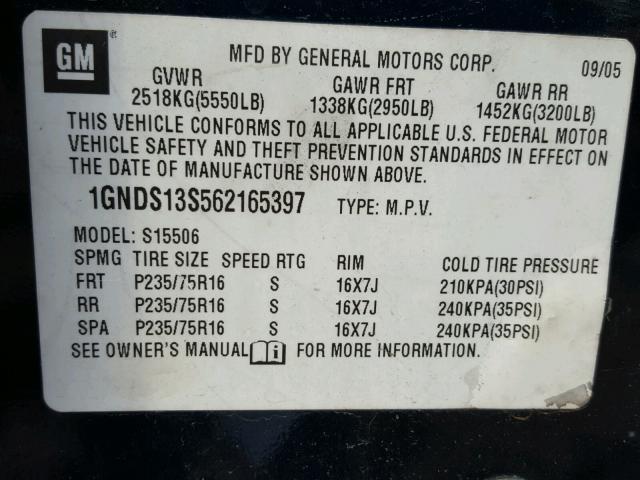 GM
MFD BY GENERAL MOTORS CORP. 09/05
GVWR GAWR FRT GAWR RR
2518KG(5550LB) 1338KG(2950LB) 1452KG(3200LB)
THIS VEHICLE CONFORMS TO ALL APPLICABLE U.S. FEDERAL MOTOR
VEHICLE SAFETY AND THEFT PREVENTION STANDARDS IN EFFECT ON
THE DATE OF MANUFACTURE SHOWN ABOVE.
1GNDS13S562165397 TYPE: M.P.V.
MODEL: S15506
SPMG TIRE SIZE SPEED RTG RIM COLD TIRE PRESSURE
FRT P235/75R16 S 16X7J 210KPA(30PSI)
RR P235/75R16 S 16X7J 240KPA(35PSI)
SPA P235/75R16 S 16X7J 240KPA(35PSI)
SEE OWNER'S MANUAL FOR MORE INFORMATION.